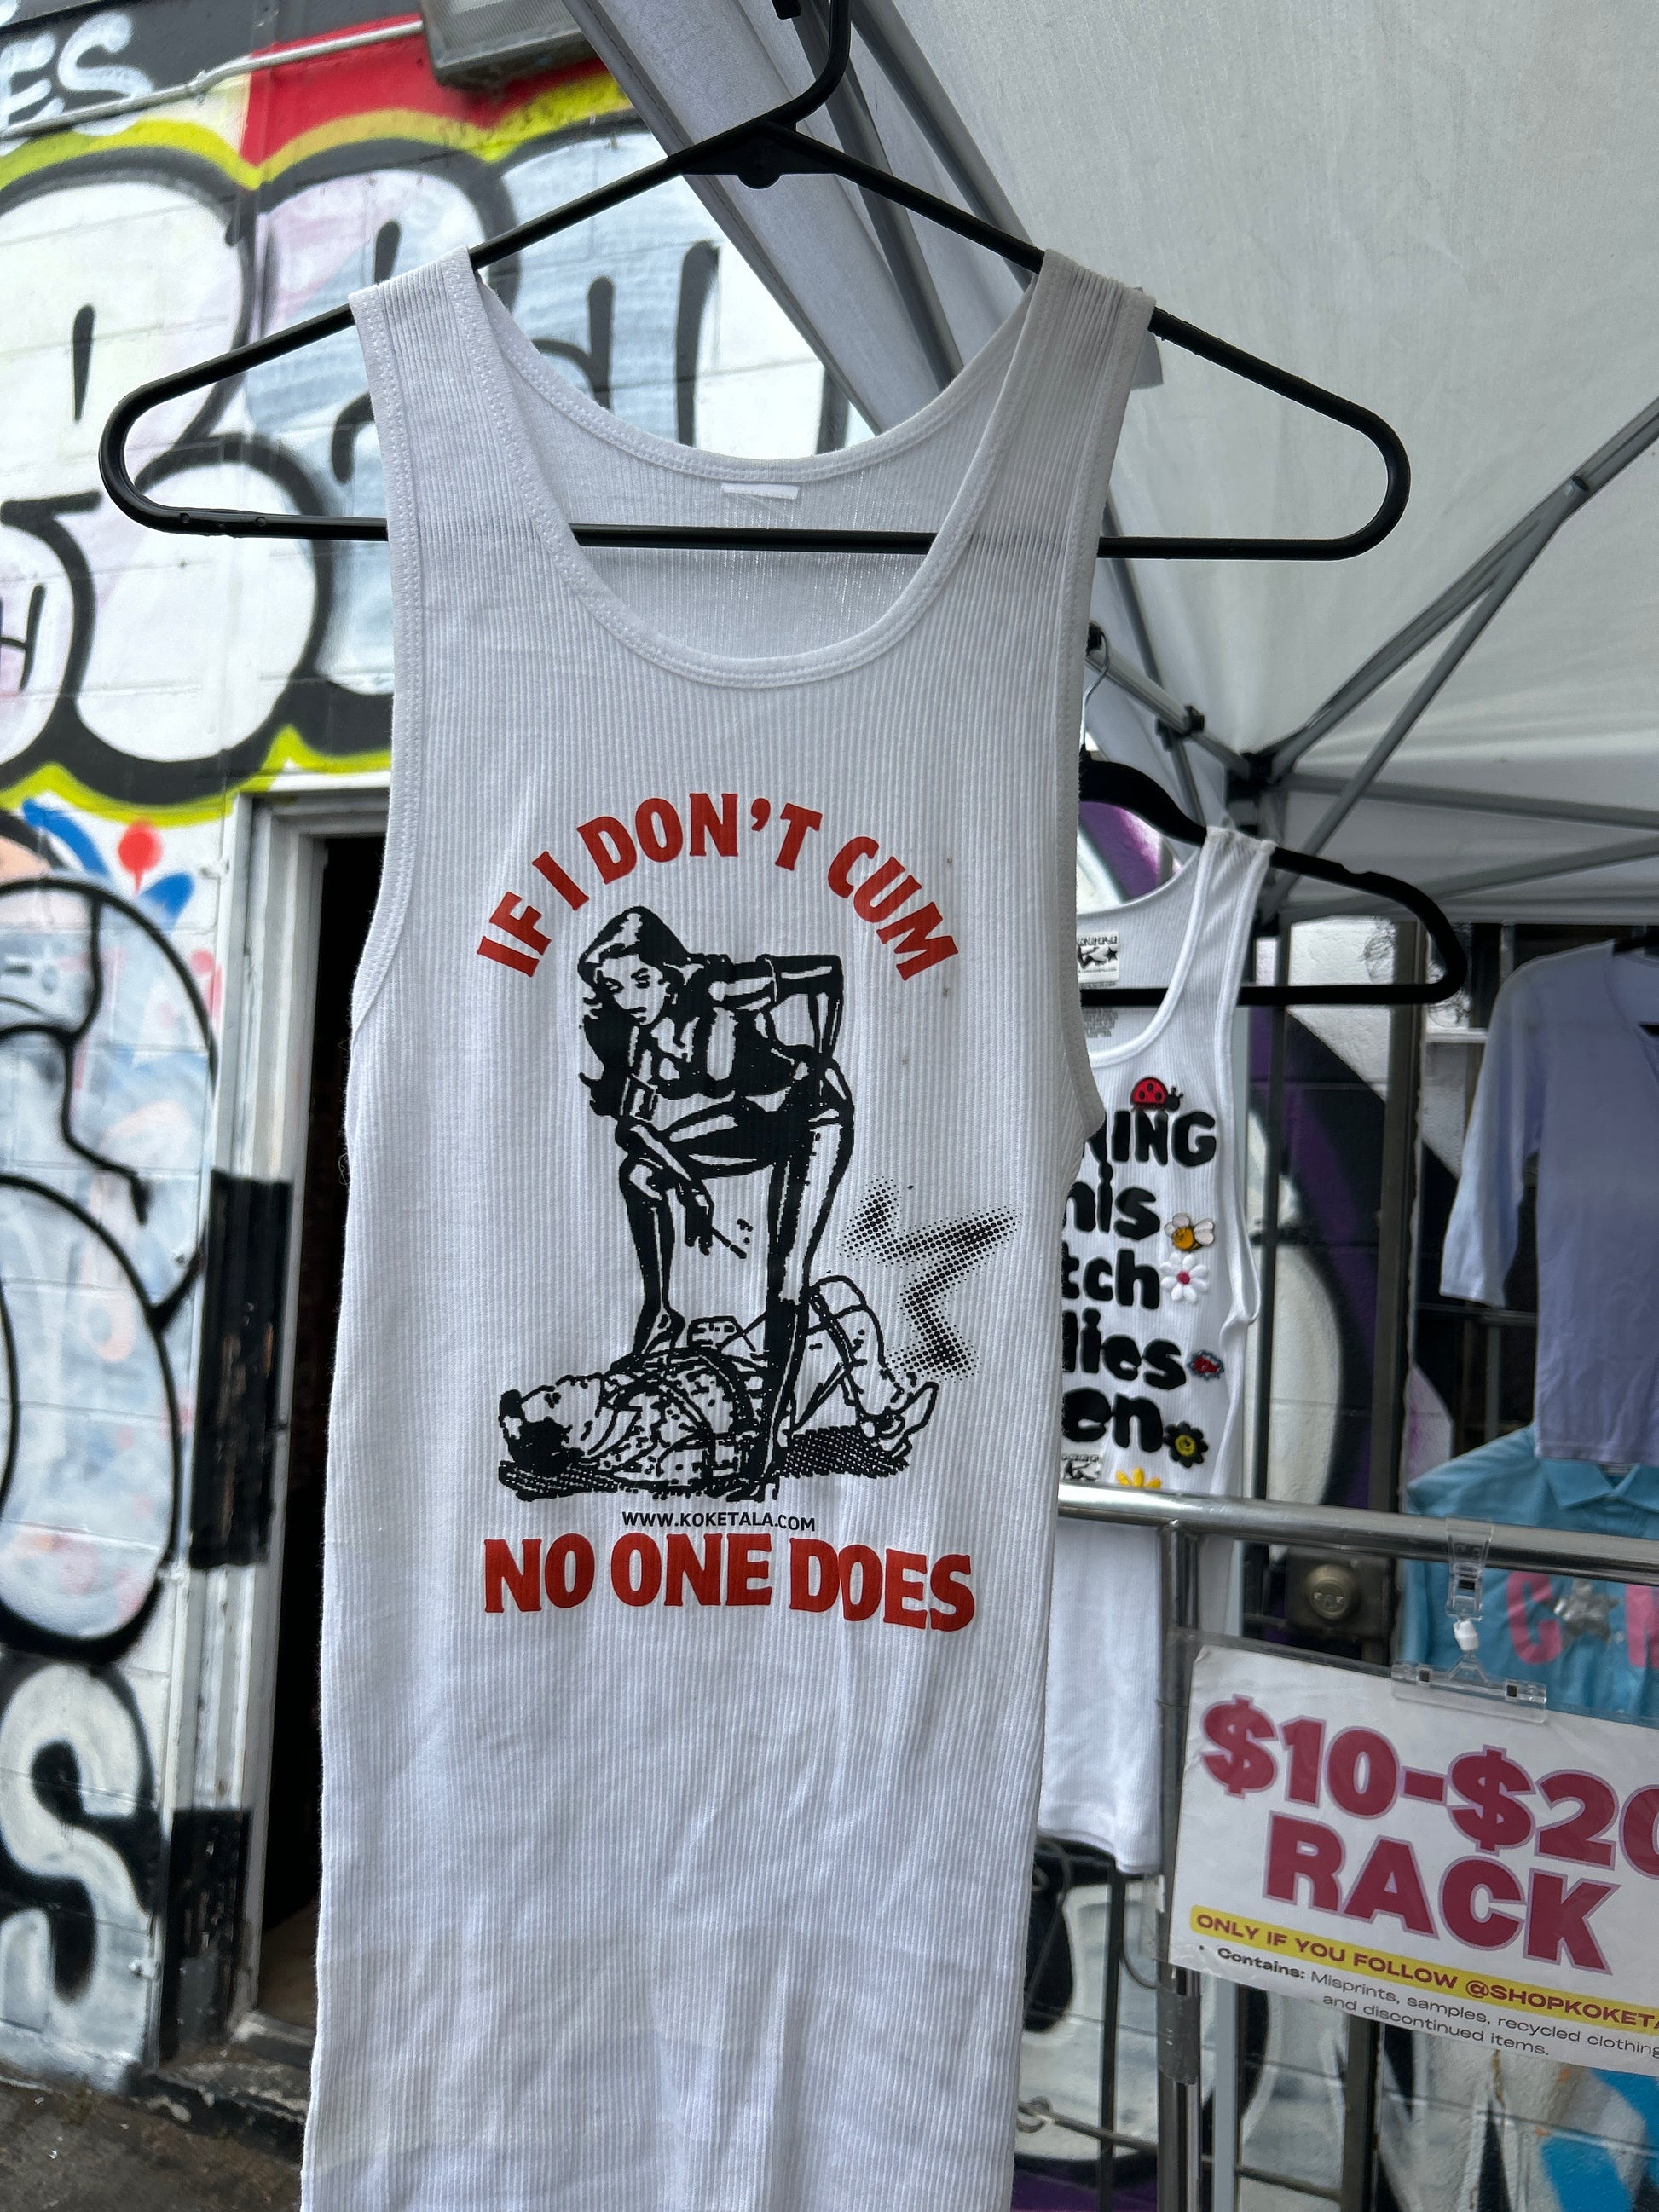 ES
IF I DON'T CUM
WWW.KOKETALA.COM
NO ONE DOES
$10-$20
RACK
ONLY IF YOU FOLLOW @SHOPKOKETA
• Contains: Misprints, samples, recycled clothing
and discontinued items.